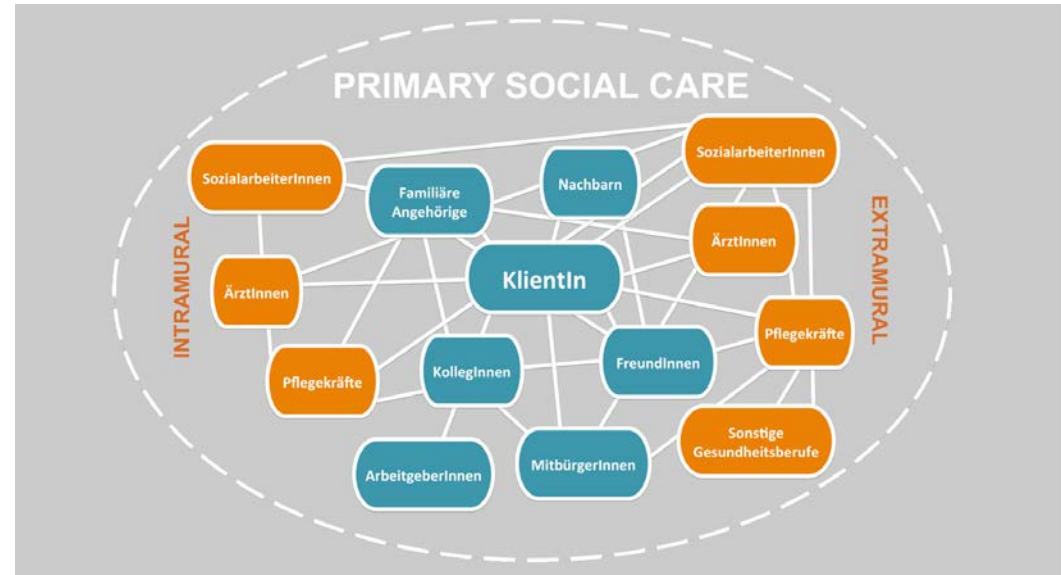 PRIMARY SOCIAL CARE
SozialarbeiterInnen
SozialarbeiterInnen
Familiäre
Angehörige
Nachbarn
INTRAMURAL
EXTRAMURAL
ÄrztInnen
KlientIn
ÄrztInnen
Pflegekräfte
KollegInnen
FreundInnen
Pflegekräfte
ArbeitgeberInnen
MitbürgerInnen
Sonstige
Gesundheitsberufe